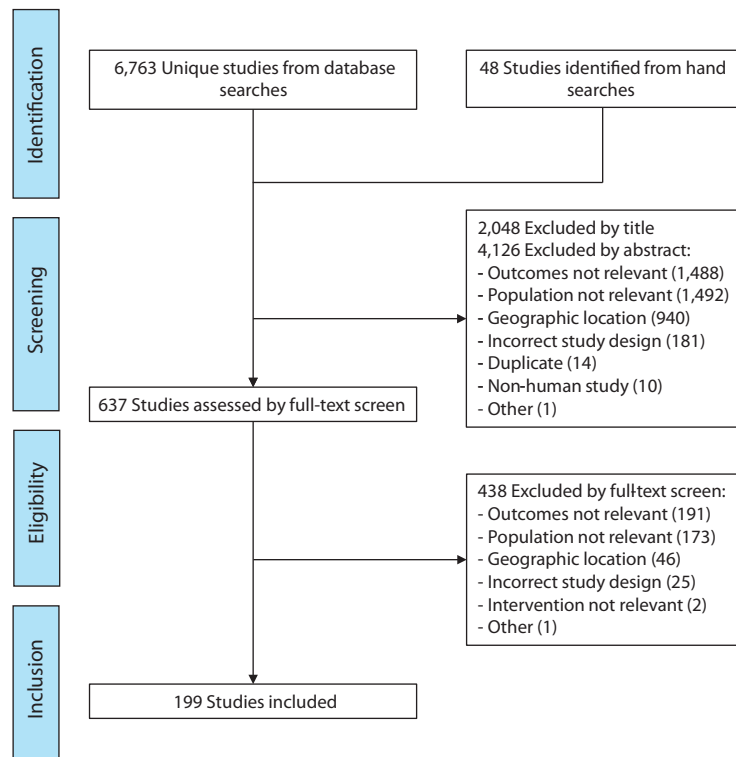 Identification
6,763 Unique studies from database
searches
48 Studies identified from hand
searches
Screening
2,048 Excluded by title
4,126 Excluded by abstract:
- Outcomes not relevant (1,488)
- Population not relevant (1,492)
- Geographic location (940)
- Incorrect study design (181)
- Duplicate (14)
- Non-human study (10)
- Other (1)
637 Studies assessed by full-text screen
Eligibility
438 Excluded by full-text screen:
- Outcomes not relevant (191)
- Population not relevant (173)
- Geographic location (46)
- Incorrect study design (25)
- Intervention not relevant (2)
- Other (1)
Inclusion
199 Studies included